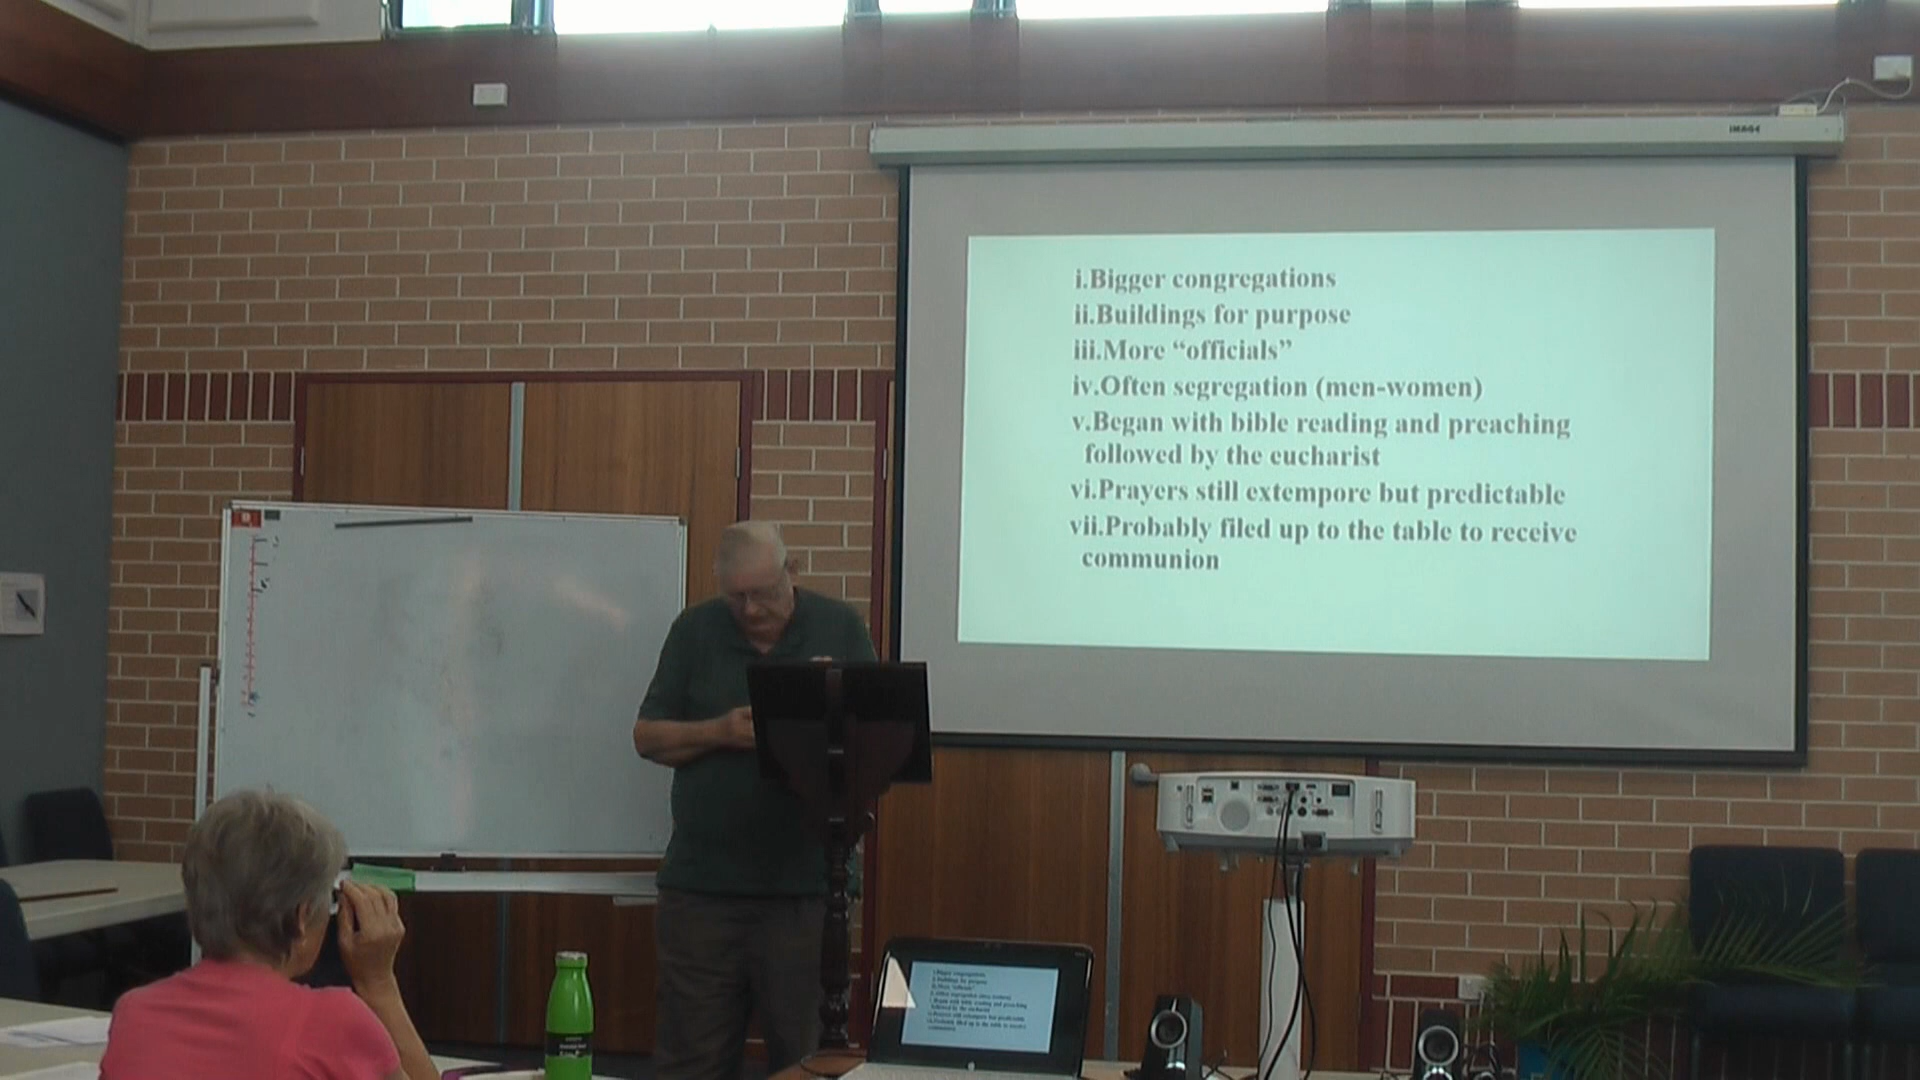 IMAGE
i.Bigger congregations
ii.Buildings for purpose
iii.More “officials”
iv.Often segregation (men-women)
v.Began with bible reading and preaching
followed by the eucharist
vi.Prayers still extempore but predictable
vii.Probably filed up to the table to receive
communion